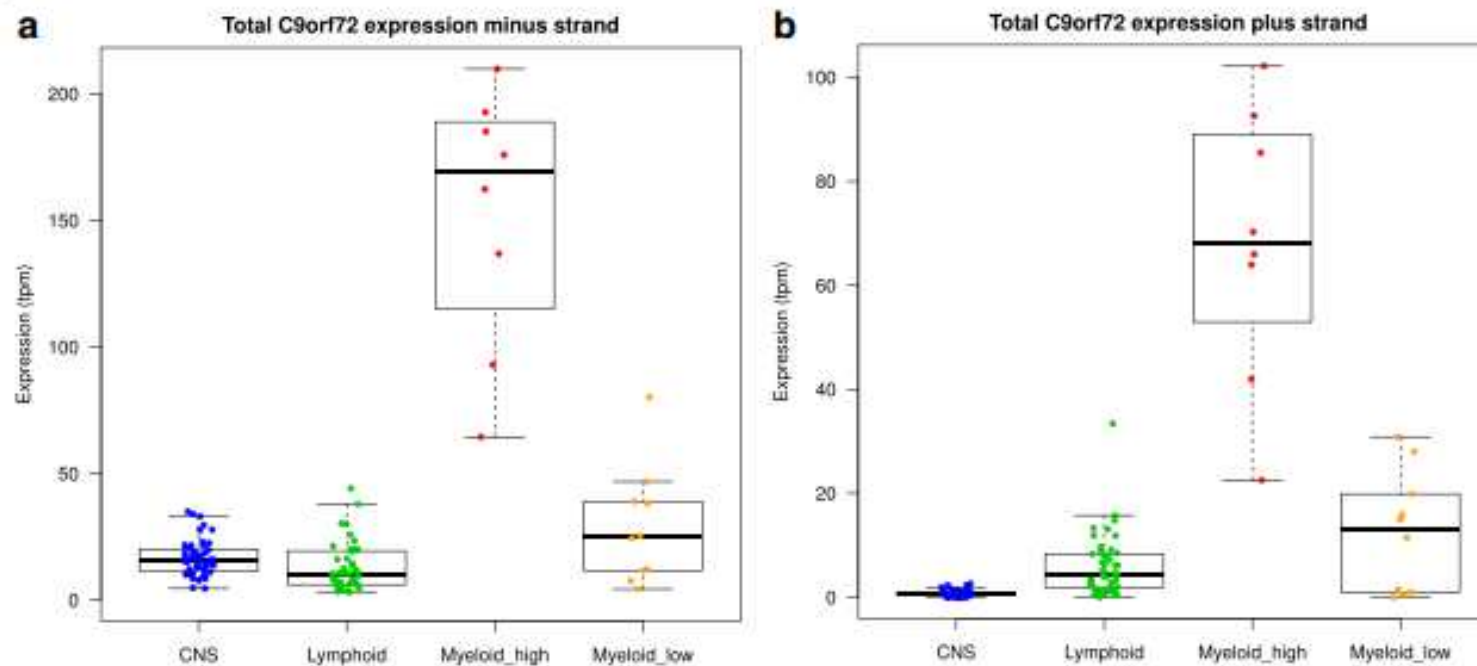 a
Total C9orf72 expression minus strand
Expression (tpm)
200
150
100
50
0
CNS Lymphoid Myeloid_high Myeloid_low
b
Total C9orf72 expression plus strand
Expression (tpm)
100
80
60
40
20
0
CNS Lymphoid Myeloid_high Myeloid_low